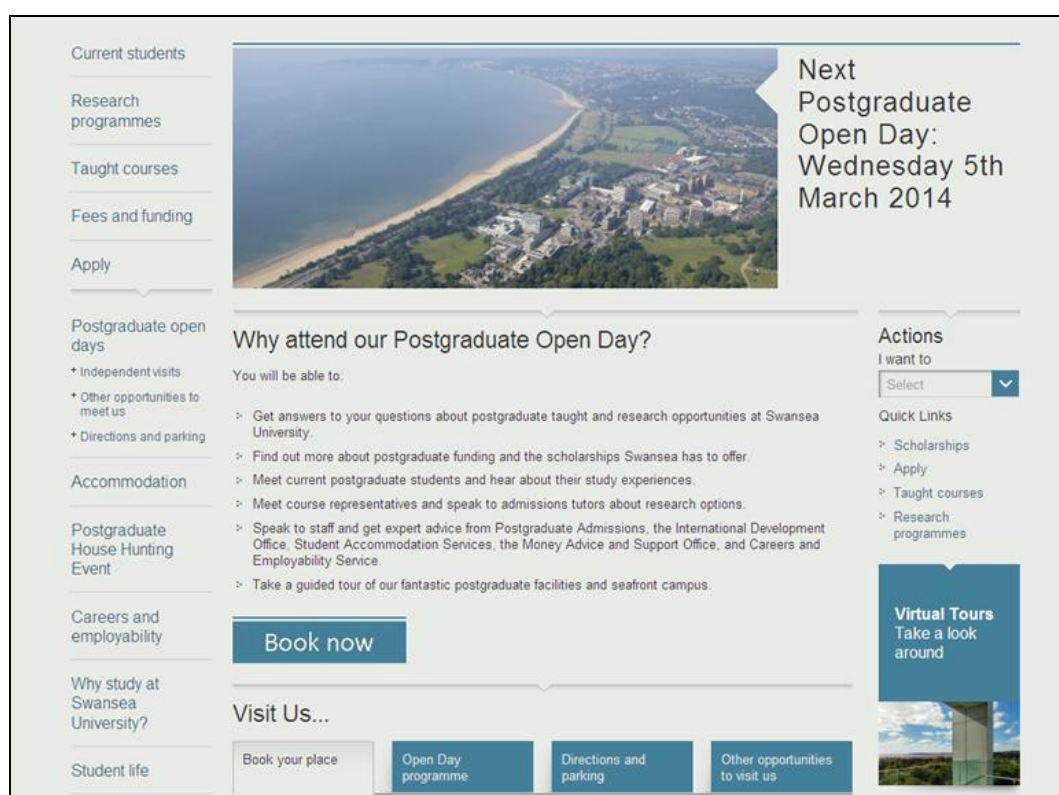 Current students
Research
programmes
Taught courses
Fees and funding
Apply
Postgraduate open
days
+ Independent visits
+ Other opportunities to
meet us
+ Directions and parking
Accommodation
Postgraduate
House Hunting
Event
Careers and
employability
Why study at
Swansea
University?
Student life
Next
Postgraduate
Open Day:
Wednesday 5th
March 2014
Why attend our Postgraduate Open Day?
You will be able to:
Get answers to your questions about postgraduate taught and research opportunities at Swansea
University.
Find out more about postgraduate funding and the scholarships Swansea has to offer.
Meet current postgraduate students and hear about their study experiences.
Meet course representatives and speak to admissions tutors about research options.
Speak to staff and get expert advice from Postgraduate Admissions, the International Development
Office, Student Accommodation Services, the Money Advice and Support Office, and Careers and
Employability Service.
Take a guided tour of our fantastic postgraduate facilities and seafront campus.
Book now
Visit Us...
Book your place
Open Day
programme
Directions and
parking
Other opportunities
to visit us
Actions
I want to
Select
Quick Links
Scholarships
Apply
Taught courses
Research
programmes
Virtual Tours
Take a look
around